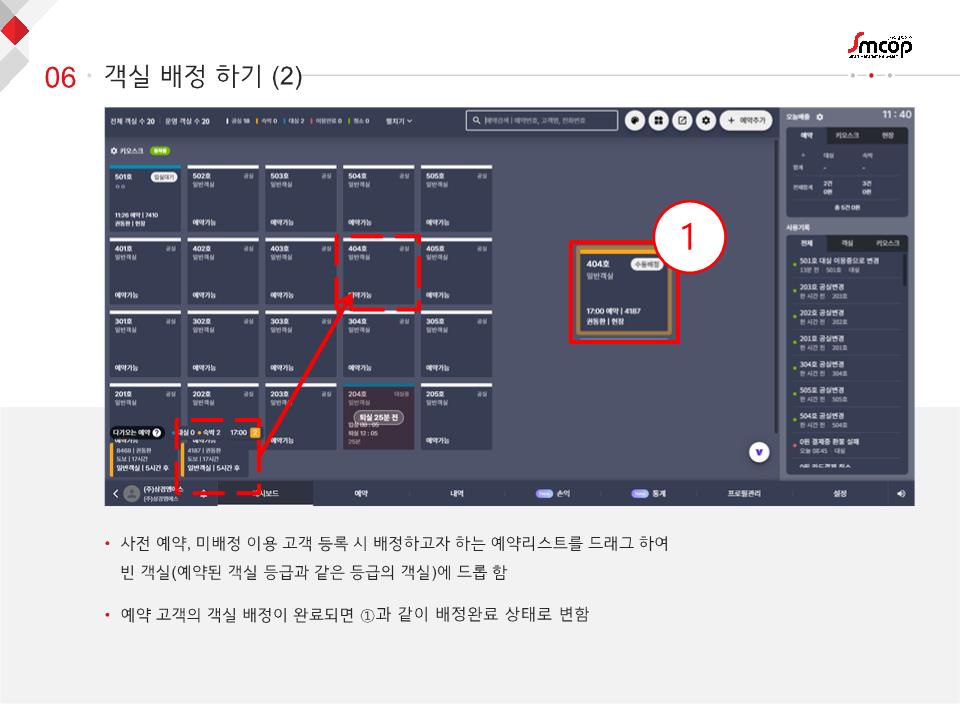 Smcop
06 객실 배정 하기 (2)
전체 객실 수 20 운영 객실 수 20 공실 18 숙박 0 대실 2 이용완료 0 청소 0 펼치기
예약검색 | 예약번호, 고객명, 전화번호
+ 예약추가
오늘매출 11:40
키오스크
예약 키오스크 현장
대실 숙박
합계 - -
전체합계 2건 3건
0원 0원
총 5건 0원
501호 입실대기
11:26 예약 | 7410
권동환 | 현장
502호 공실
일반객실
예약가능
503호 공실
일반객실
예약가능
504호 공실
일반객실
예약가능
505호 공실
일반객실
예약가능
401호 공실
일반객실
예약가능
402호 공실
일반객실
예약가능
403호 공실
일반객실
예약가능
404호 공실
일반객실
예약가능
405호 공실
일반객실
예약가능
301호 공실
일반객실
예약가능
302호 공실
일반객실
예약가능
303호 공실
일반객실
예약가능
304호 공실
일반객실
예약가능
305호 공실
일반객실
예약가능
201호 공실
일반객실
202호 공실
일반객실
203호 공실
일반객실
204호 대실중
일반객실
퇴실 25분 전
퇴실 12:05
25분
205호 공실
일반객실
예약가능
다가오는 예약 ? 대실 0 숙박 2 17:00 2
8468 | 권동환
도보 | 17시간
일반객실 | 5시간 후
4187 | 권동환
도보 | 17시간
일반객실 | 5시간 후
1
404호 수동배정
일반객실
17:00 예약 | 4187
권동환 | 현장
사용기록
전체 객실 키오스크
501호 대실 이용중으로 변경
13분 전 501호 대실
203호 공실변경
한 시간 전 203호
202호 공실변경
한 시간 전 202호
201호 공실변경
한 시간 전 201호
304호 공실변경
한 시간 전 304호
505호 공실변경
한 시간 전 505호
504호 공실변경
한 시간 전 504호
0원 결제중 환불 실패
오늘 08:45 대실
0원 카드결제 취소
(주)삼경엠에스
(주)삼경엠에스
예약 내역 New 손익 New 통계 프로필관리 설정
• 사전 예약, 미배정 이용 고객 등록 시 배정하고자 하는 예약리스트를 드래그 하여
빈 객실(예약된 객실 등급과 같은 등급의 객실)에 드롭 함
• 예약 고객의 객실 배정이 완료되면 ①과 같이 배정완료 상태로 변함